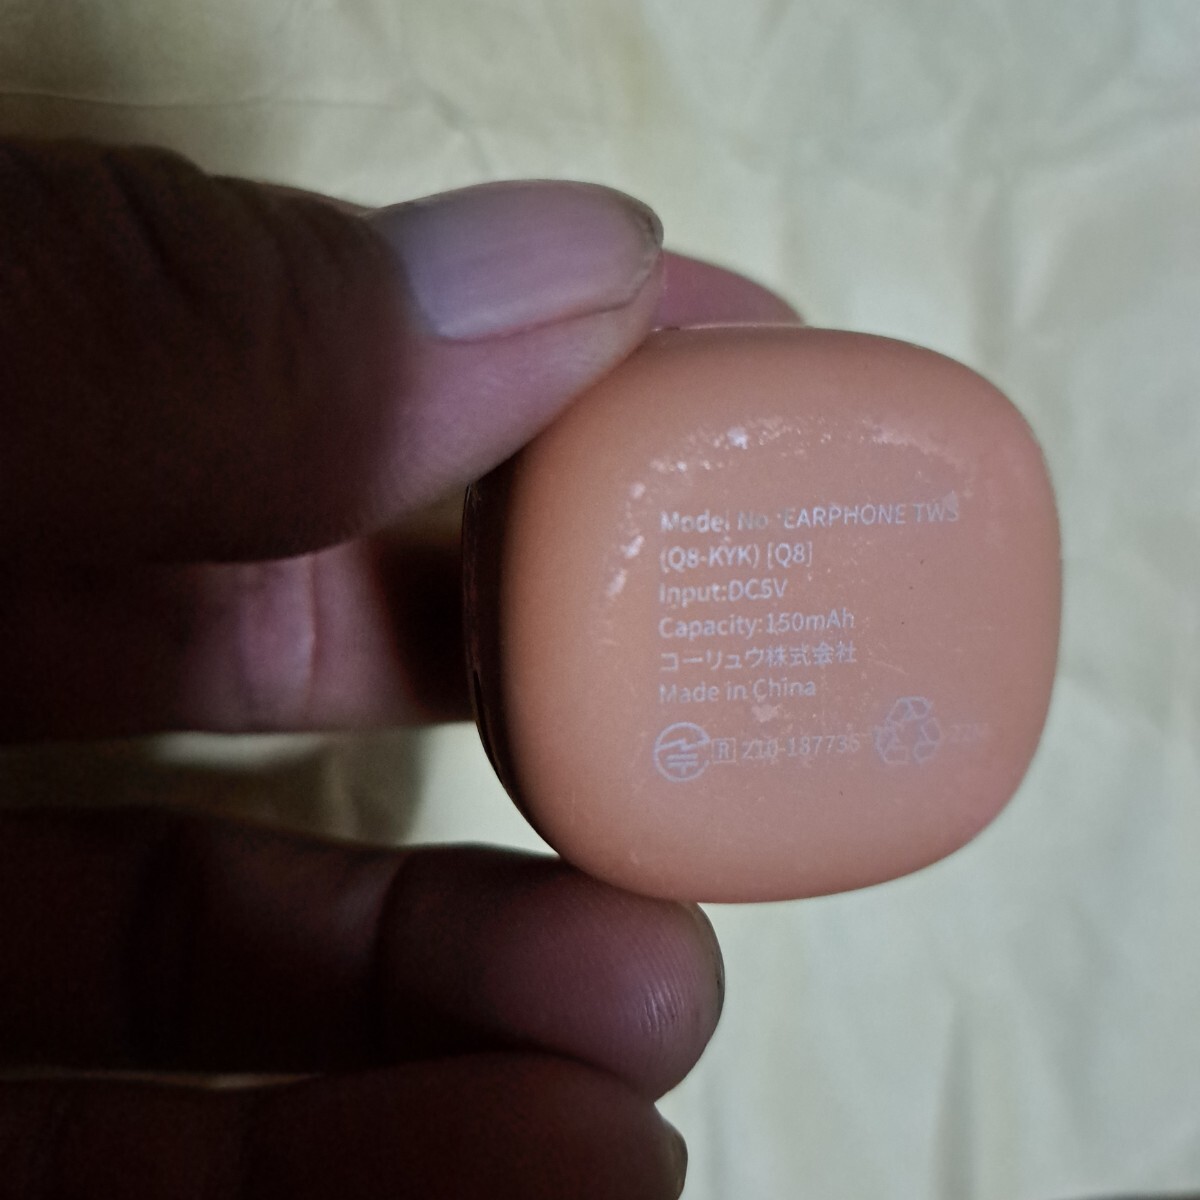 Model No.:EARPHONE TWS
(Q8-KYK) [Q8]
Input:DC5V
Capacity:150mAh
コーリュウ株式会社
Made in China
R 210-187736